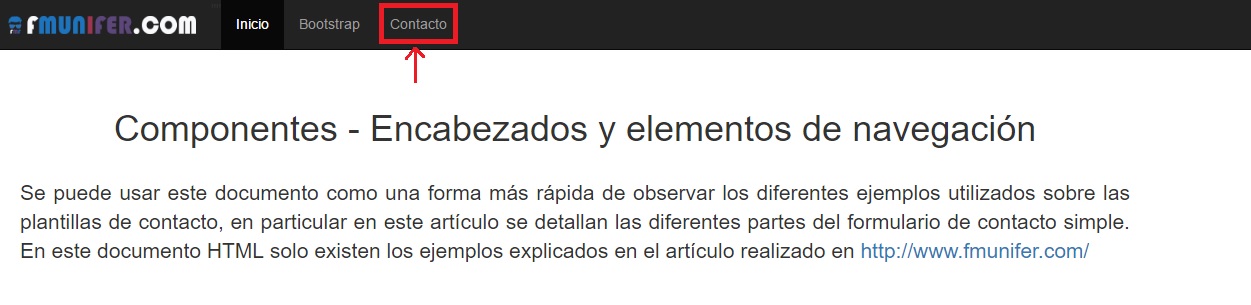 FMUNIFER.COM Inicio Bootstrap Contacto
Componentes - Encabezados y elementos de navegación
Se puede usar este documento como una forma más rápida de observar los diferentes ejemplos utilizados sobre las
plantillas de contacto, en particular en este artículo se detallan las diferentes partes del formulario de contacto simple.
En este documento HTML solo existen los ejemplos explicados en el artículo realizado en http://www.fmunifer.com/